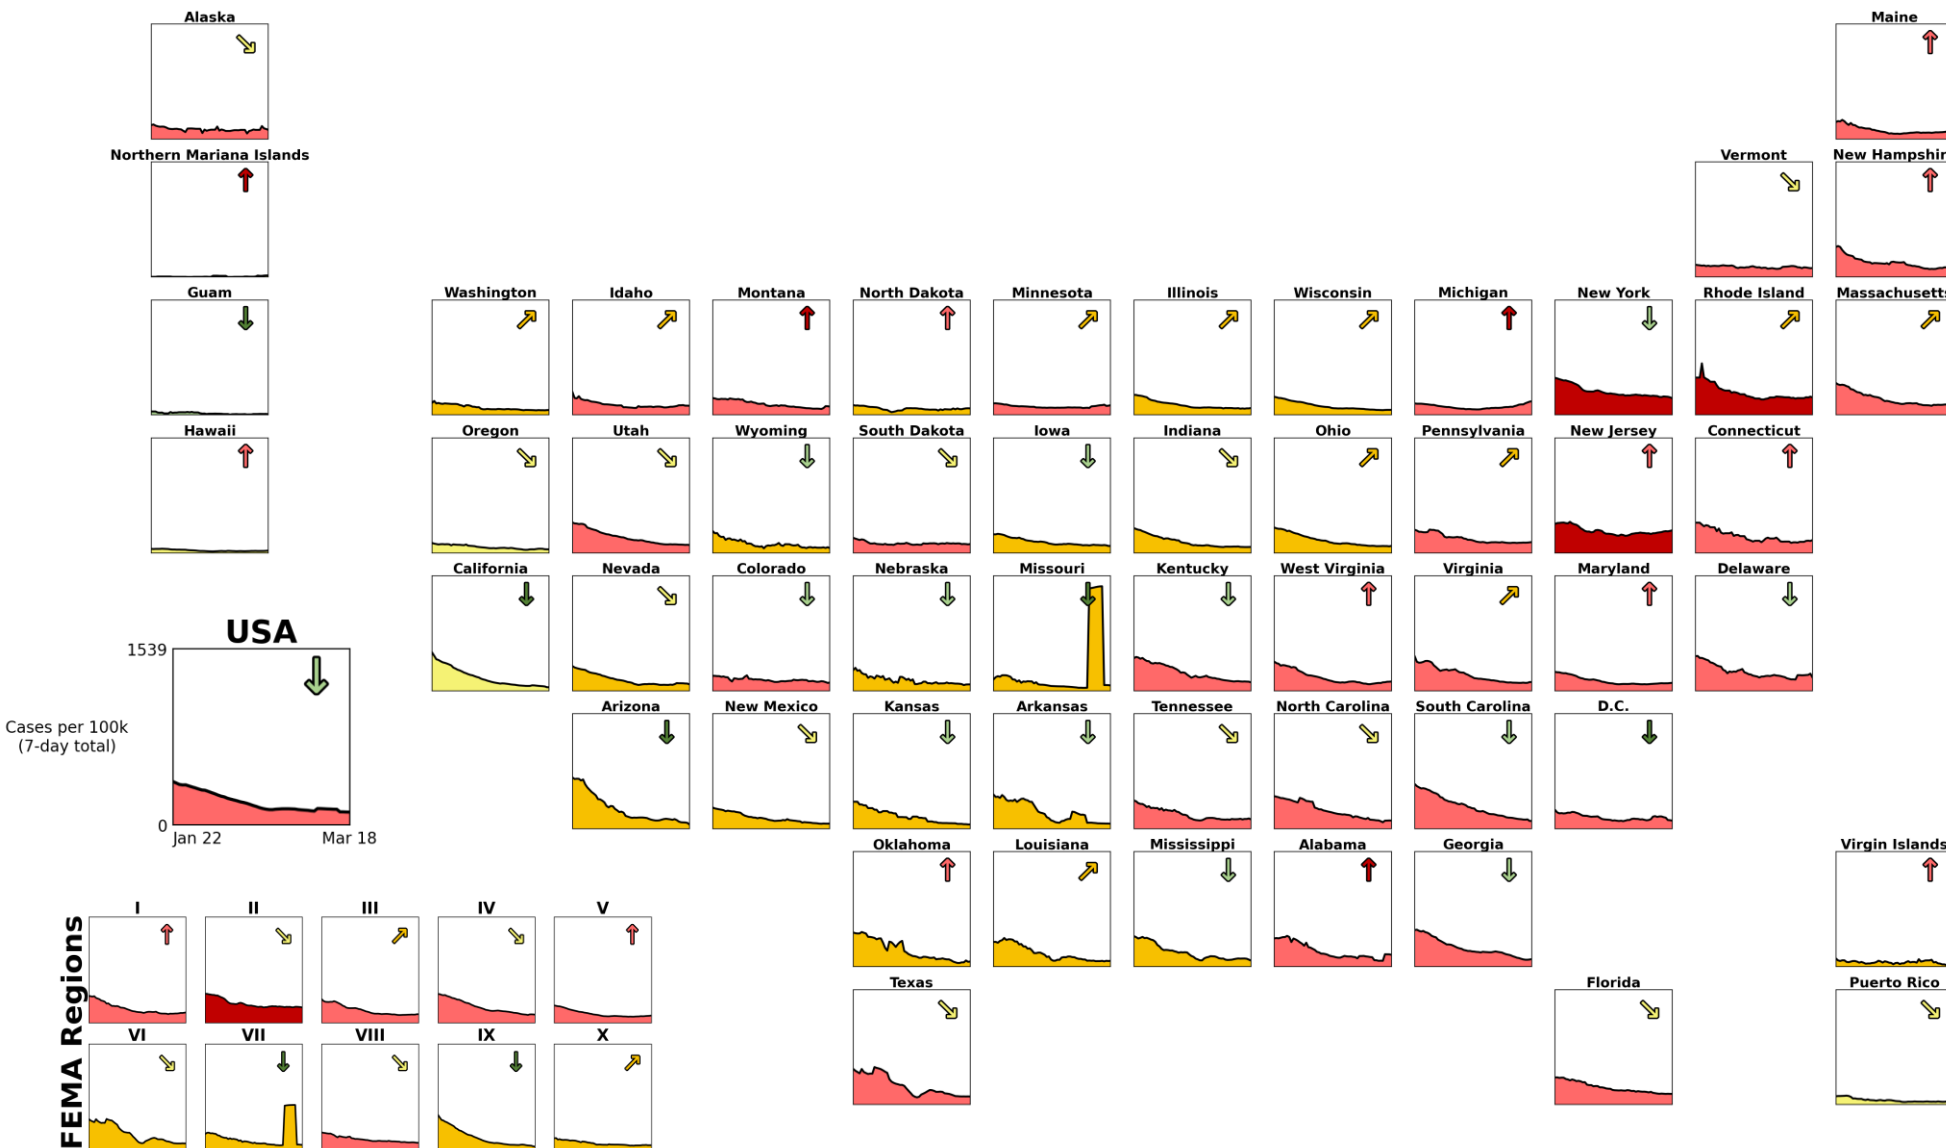 Alaska
Maine
Northern Mariana Islands
Vermont
New Hampshir
Guam
Washington
Idaho
Montana
North Dakota
Minnesota
Illinois
Wisconsin
Michigan
New York
Rhode Island
Massachusetts
Hawaii
Oregon
Utah
Wyoming
South Dakota
Iowa
Indiana
Ohio
Pennsylvania
New Jersey
Connecticut
California
Nevada
Colorado
Nebraska
Missouri
Kentucky
West Virginia
Virginia
Maryland
Delaware
USA
1539
Cases per 100k
(7-day total)
0
Jan 22
Mar 18
Arizona
New Mexico
Kansas
Arkansas
Tennessee
North Carolina
South Carolina
D.C.
Oklahoma
Louisiana
Mississippi
Alabama
Georgia
Virgin Islands
Texas
Florida
Puerto Rico
FEMA Regions
I
II
III
IV
V
VI
VII
VIII
IX
X